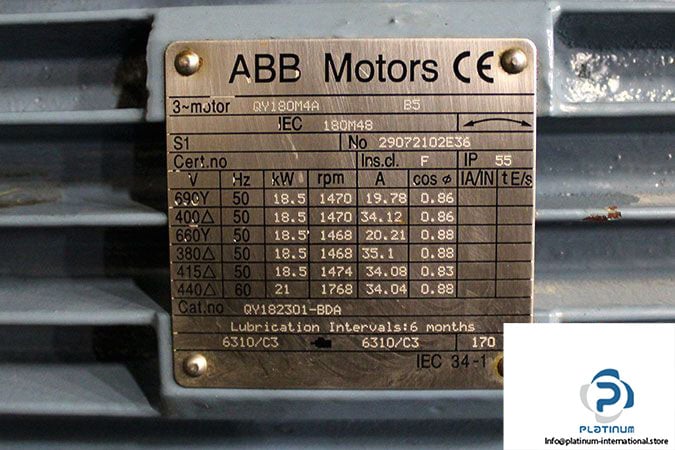 ABB Motors CE
3~motor QY180M4A B5
IEC 180M48
S1 No 29072102E36
Cert.no Ins.cl. F IP 55
V Hz kW rpm A cos ø IA/IN t E/s
690Y 50 18.5 1470 19.78 0.86
400△ 50 18.5 1470 34.12 0.86
660Y 50 18.5 1468 20.21 0.88
380△ 50 18.5 1468 35.1 0.88
415△ 50 18.5 1474 34.08 0.83
440△ 60 21 1768 34.04 0.88
Cat.no QY182301-BDA
Lubrication Intervals:6 months
6310/C3 6310/C3 170
IEC 34-1
PLATINUM
Info@platinum-international.store